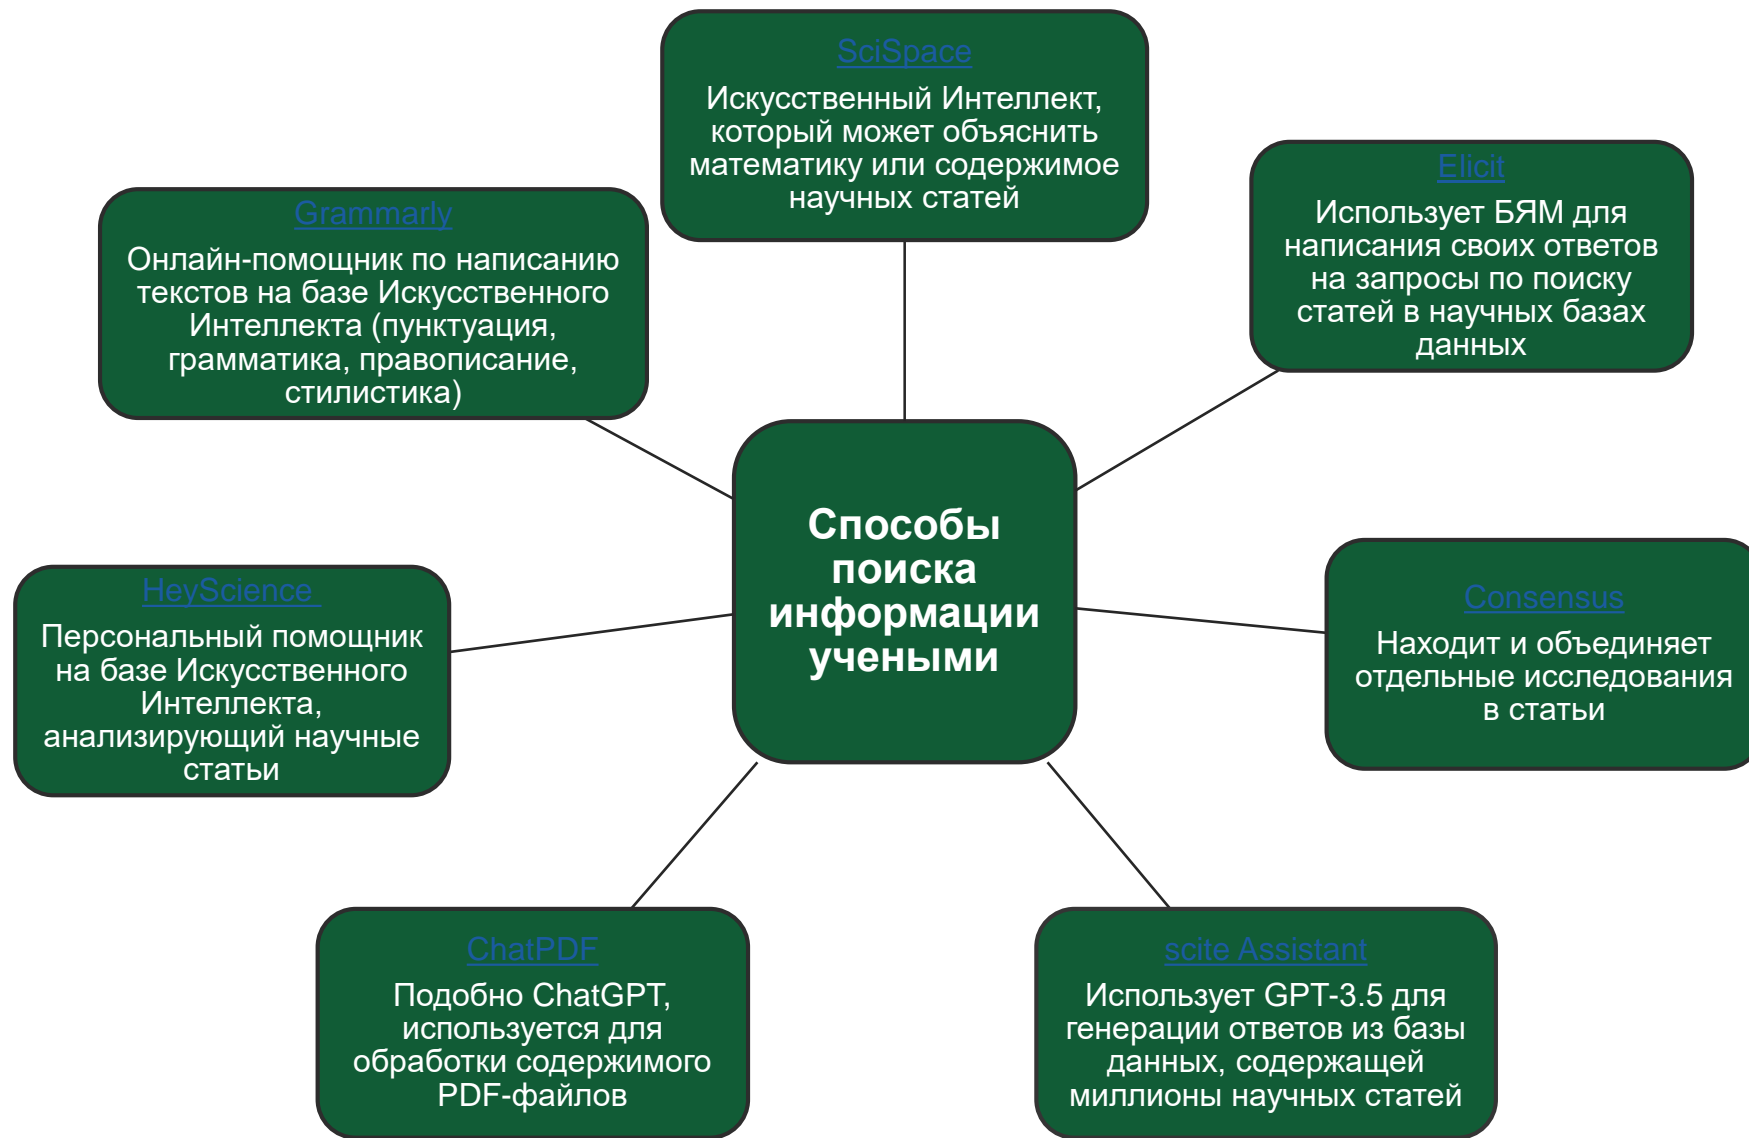 SciSpace
Искусственный Интеллект,
который может объяснить
математику или содержимое
научных статей
Elicit
Использует БЯМ для
написания своих ответов
на запросы по поиску
статей в научных базах
данных
Grammarly
Онлайн-помощник по написанию
текстов на базе Искусственного
Интеллекта (пунктуация,
грамматика, правописание,
стилистика)
Способы
поиска
информации
учеными
HeyScience
Персональный помощник
на базе Искусственного
Интеллекта,
анализирующий научные
статьи
Consensus
Находит и объединяет
отдельные исследования
в статьи
ChatPDF
Подобно ChatGPT,
используется для
обработки содержимого
PDF-файлов
scite Assistant
Использует GPT-3.5 для
генерации ответов из базы
данных, содержащей
миллионы научных статей